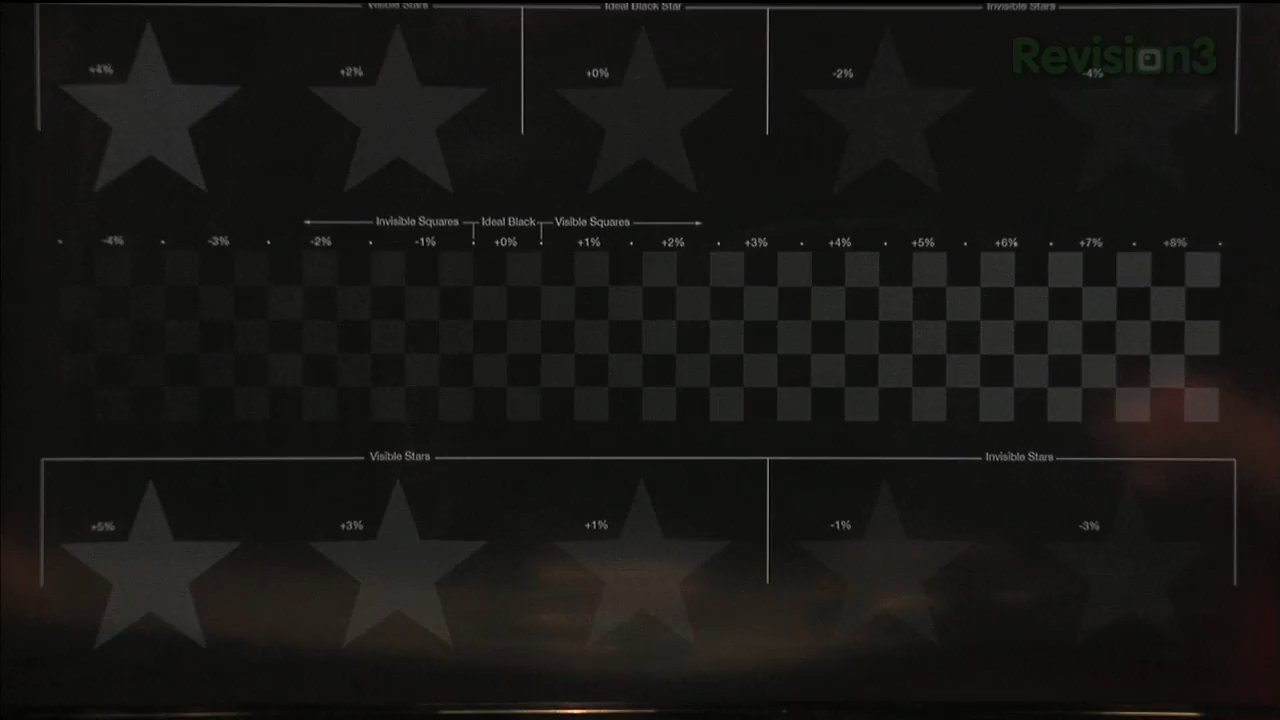 Visible Stars Ideal Black Star Invisible Stars
Revision3
+4% +2% +0% -2% -4%
Invisible Squares Ideal Black Visible Squares
-4% -3% -2% -1% +0% +1% +2% +3% +4% +5% +6% +7% +8%
Visible Stars Invisible Stars
+5% +3% +1% -1% -3%